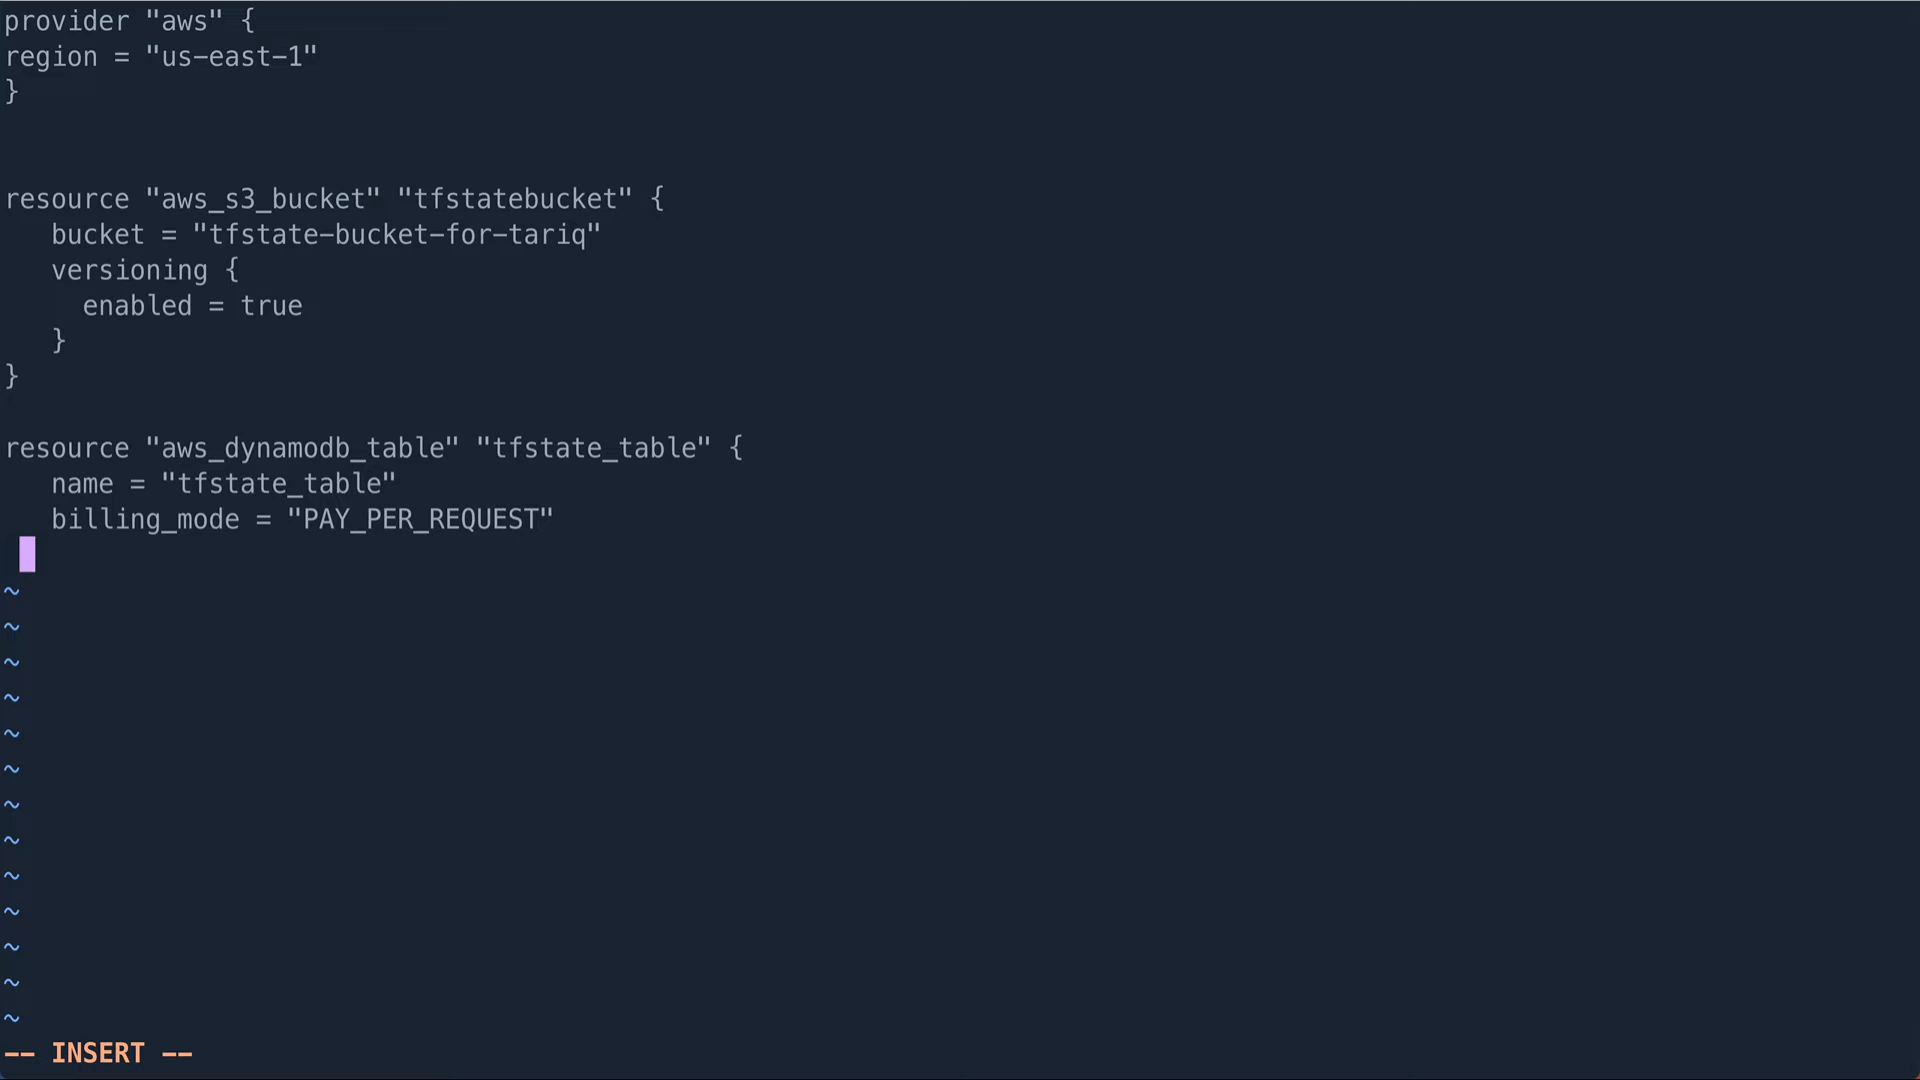 provider "aws" {
region = "us-east-1"
}
resource "aws_s3_bucket" "tfstatebucket" {
   bucket = "tfstate-bucket-for-tariq"
   versioning {
     enabled = true
   }
}
resource "aws_dynamodb_table" "tfstate_table" {
   name = "tfstate_table"
   billing_mode = "PAY_PER_REQUEST"
~
~
~
~
~
~
~
~
~
~
~
~
~
-- INSERT --